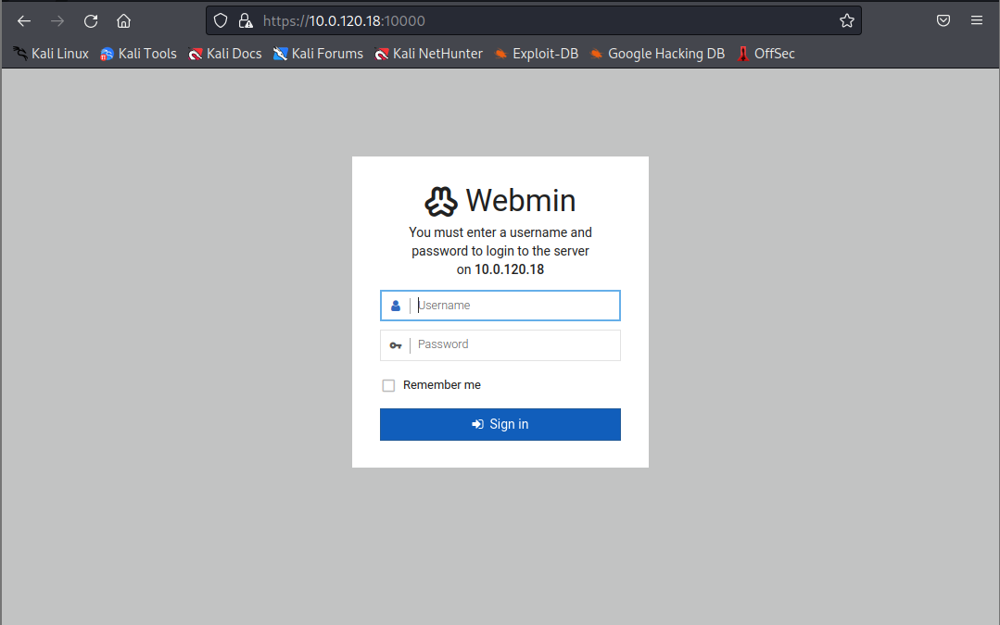 https://10.0.120.18:10000
Kali Linux Kali Tools Kali Docs Kali Forums Kali NetHunter Exploit-DB Google Hacking DB OffSec
Webmin
You must enter a username and
password to login to the server
on 10.0.120.18
Username
Password
Remember me
Sign in